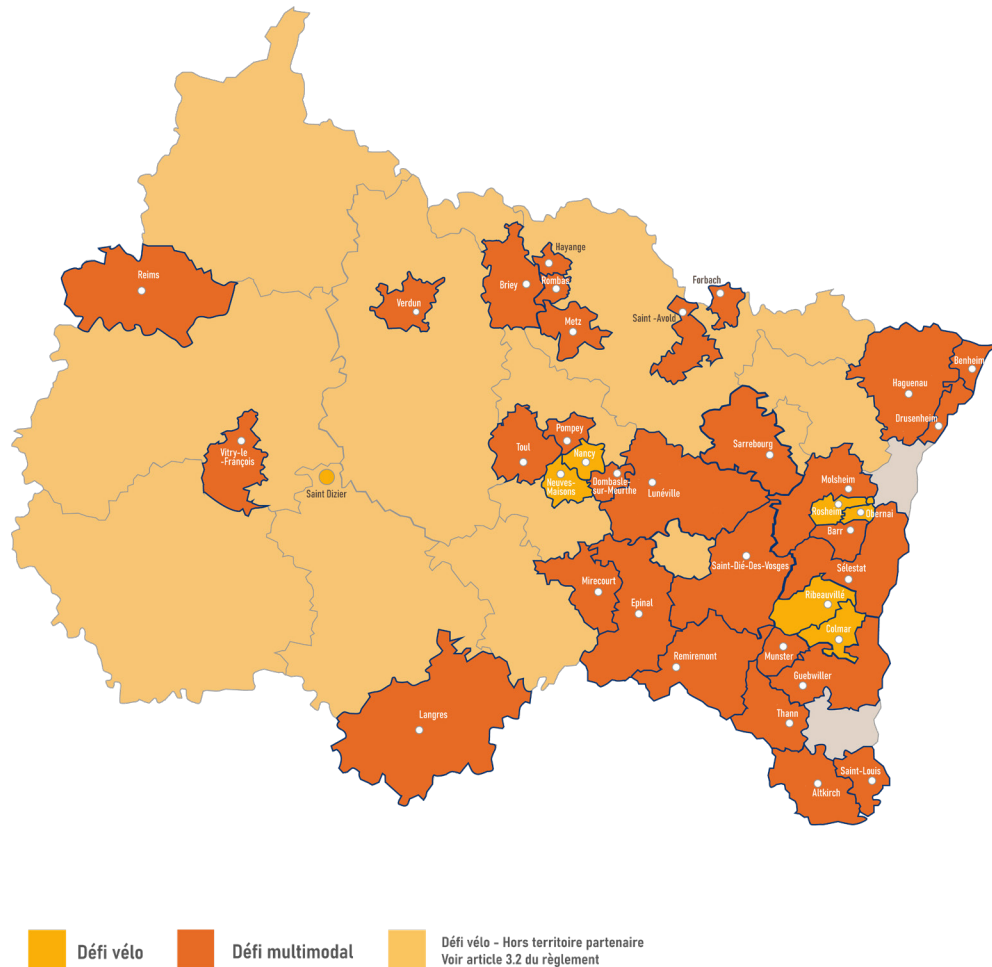 Hayange
Reims
Briey
Rombas
Forbach
Verdun
Saint -Avold
Metz
Benheim
Haguenau
Drusenheim
Pompey
Vitry-le
-François
Toul
Nancy
Sarrebourg
Neuves-
Maisons
Dombasle-
sur-Meurthe
Lunéville
Molsheim
Saint Dizier
Rosheim
Obernai
Barr
Saint-Dié-Des-Vosges
Sélestat
Mirecourt
Epinal
Ribeauvillé
Colmar
Remiremont
Munster
Guebwiller
Langres
Thann
Saint-Louis
Altkirch
Défi vélo
Défi multimodal
Défi vélo - Hors territoire partenaire
Voir article 3.2 du règlement